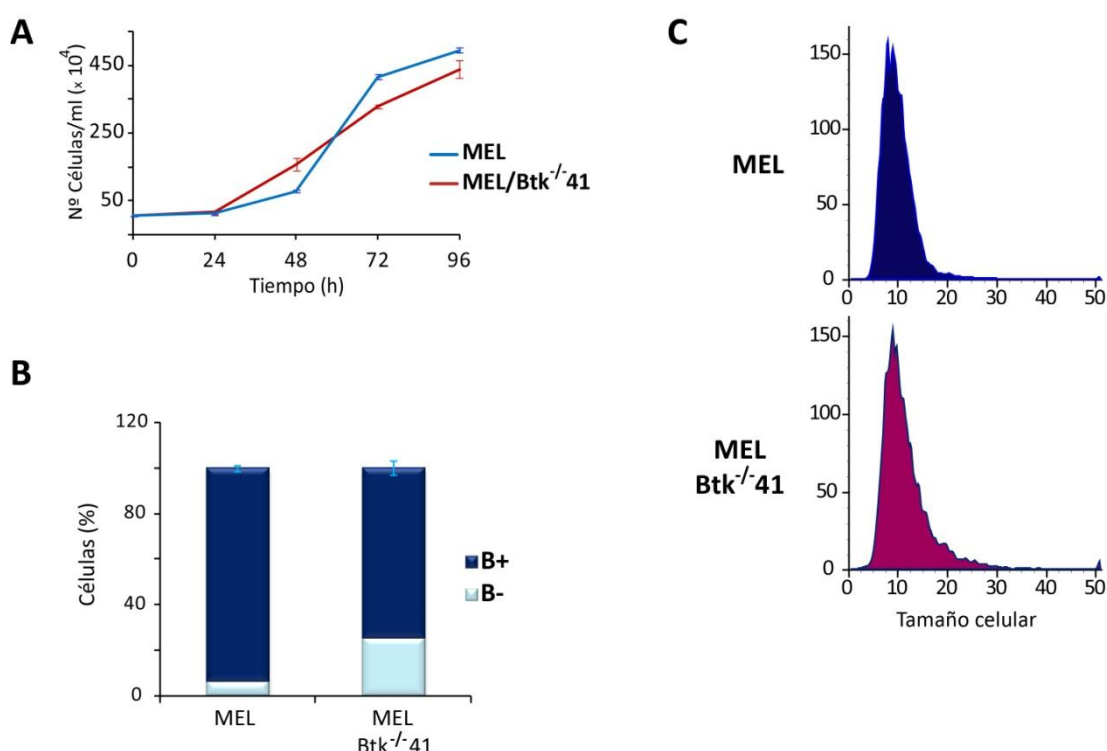 A
Nº Células/ml (x 10⁴)
450
250
50
0
24
48
72
96
Tiempo (h)
MEL
MEL/Btk⁻/⁻41
B
Células (%)
120
80
40
0
B+
B-
MEL
MEL
Btk⁻/⁻41
C
MEL
150
100
50
0
0
10
20
30
40
50
MEL
Btk⁻/⁻41
150
100
50
0
0
10
20
30
40
50
Tamaño celular